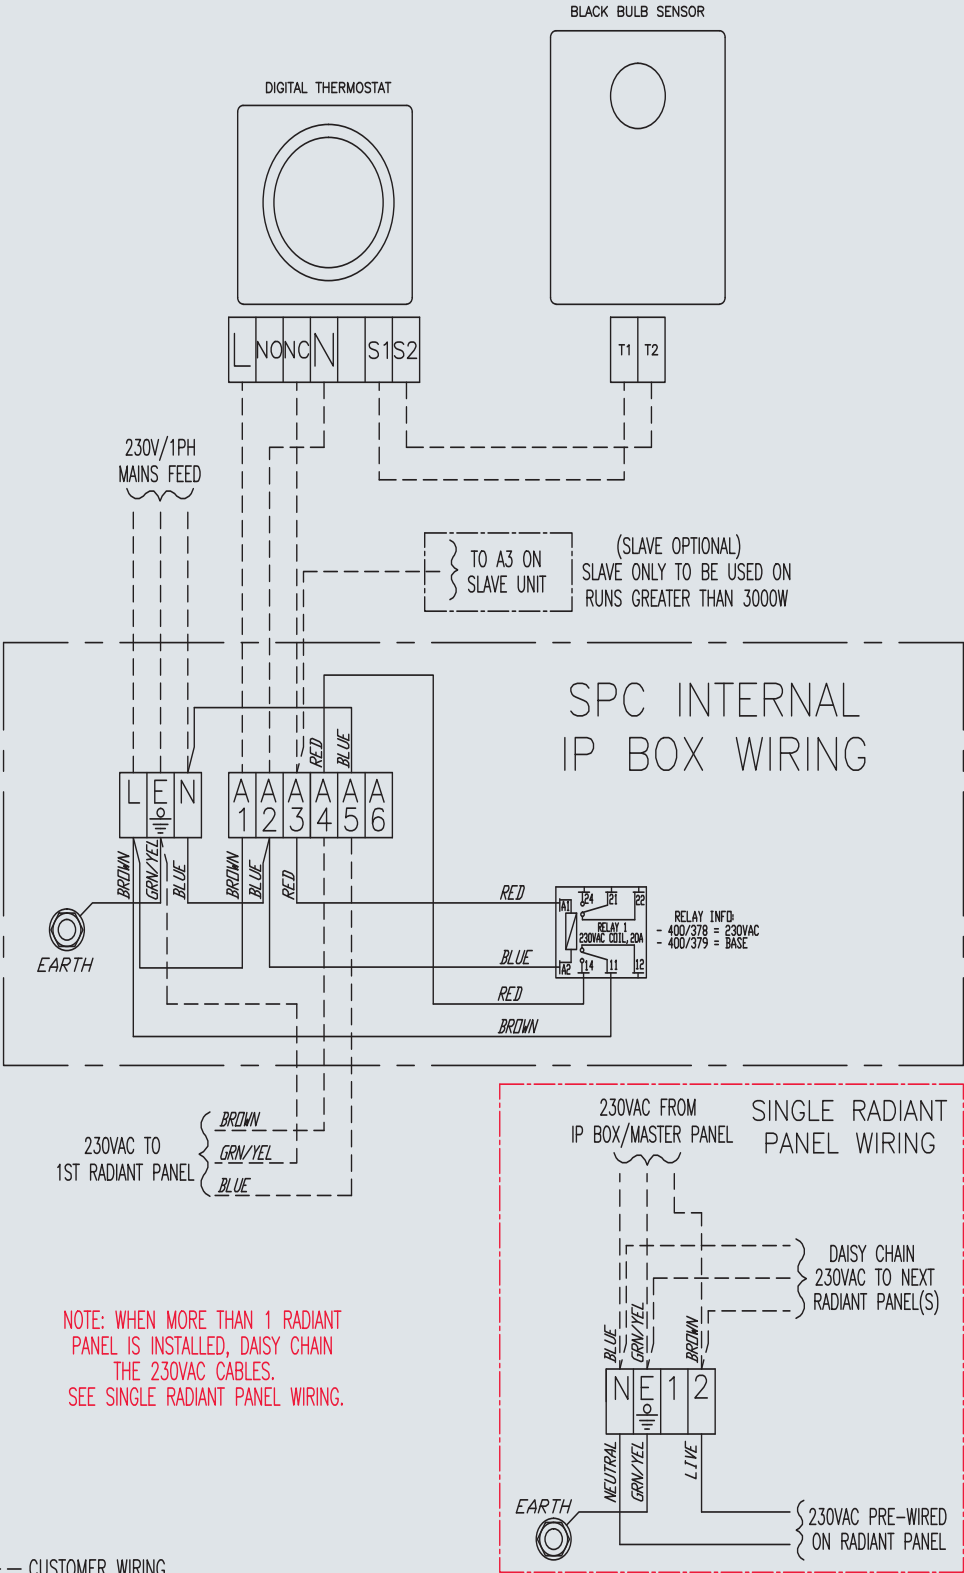 BLACK BULB SENSOR
DIGITAL THERMOSTAT
L NO NC N S1 S2
T1 T2
230V/1PH
MAINS FEED
TO A3 ON
SLAVE UNIT
(SLAVE OPTIONAL)
SLAVE ONLY TO BE USED ON
RUNS GREATER THAN 3000W
SPC INTERNAL
IP BOX WIRING
RED
BLUE
L E N
A1 A2 A3 A4 A5 A6
BROWN
GRN/YEL
BLUE
BROWN
BLUE
RED
EARTH
RED
BLUE
RED
BROWN
A1 24 21 22
RELAY 1
230VAC COIL, 20A
A2 14 11 12
RELAY INFO:
- 400/378 = 230VAC
- 400/379 = BASE
230VAC TO
1ST RADIANT PANEL
BROWN
GRN/YEL
BLUE
SINGLE RADIANT
PANEL WIRING
230VAC FROM
IP BOX/MASTER PANEL
DAISY CHAIN
230VAC TO NEXT
RADIANT PANEL(S)
BLUE
GRN/YEL
BROWN
N E 1 2
NEUTRAL
GRN/YEL
LIVE
EARTH
230VAC PRE-WIRED
ON RADIANT PANEL
NOTE: WHEN MORE THAN 1 RADIANT
PANEL IS INSTALLED, DAISY CHAIN
THE 230VAC CABLES.
SEE SINGLE RADIANT PANEL WIRING.
CUSTOMER WIRING